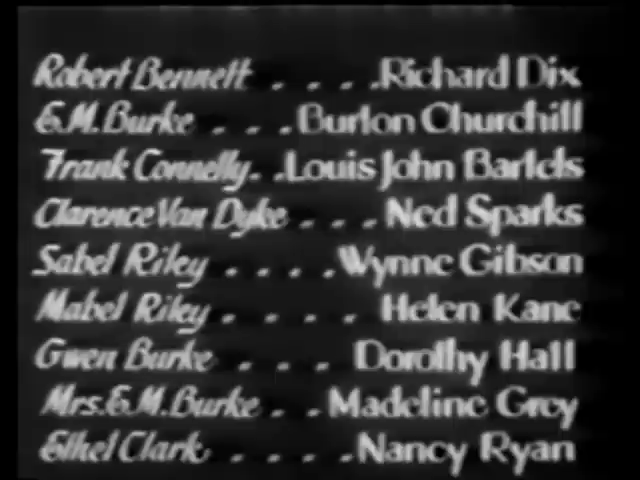 Robert Bennett . . . . Richard Dix
E.M. Burke . . . . Burton Churchill
Frank Connelly. . Louis John Bartels
Clarence Van Dyke . . . Ned Sparks
Sabel Riley . . . . Wynne Gibson
Mabel Riley . . . . Helen Kane
Gwen Burke . . . Dorothy Hall
Mrs. E.M. Burke . . Madeline Grey
Ethel Clark . . . . Nancy Ryan